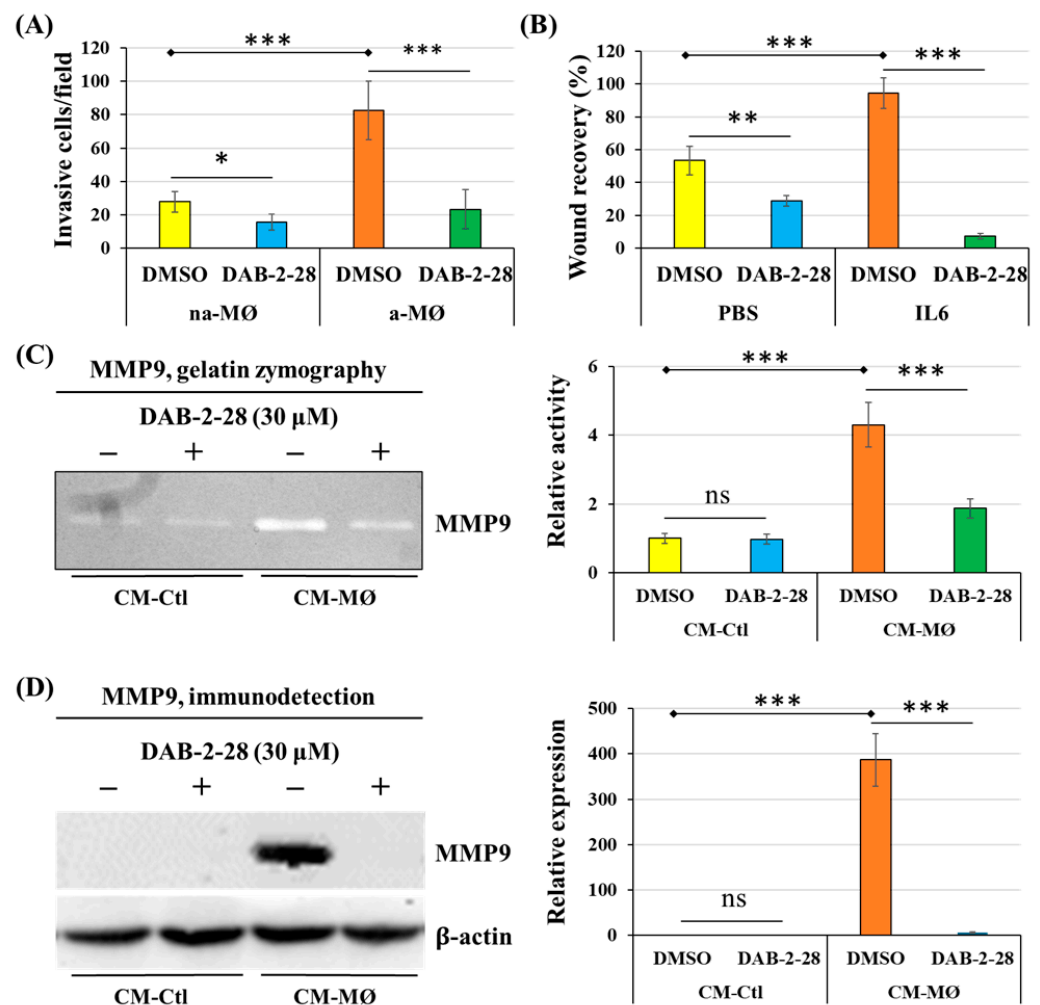 (A)
Invasive cells/field
120
100
80
60
40
20
0
***
***
*
DMSO DAB-2-28 DMSO DAB-2-28
na-MØ a-MØ
(B)
Wound recovery (%)
120
100
80
60
40
20
0
***
***
**
DMSO DAB-2-28 DMSO DAB-2-28
PBS IL6
(C)
MMP9, gelatin zymography
DAB-2-28 (30 µM)
– + – +
MMP9
CM-Ctl CM-MØ
Relative activity
6
4
2
0
***
***
ns
DMSO DAB-2-28 DMSO DAB-2-28
CM-Ctl CM-MØ
(D)
MMP9, immunodetection
DAB-2-28 (30 µM)
– + – +
MMP9
β-actin
CM-Ctl CM-MØ
Relative expression
500
400
300
200
100
0
***
***
ns
DMSO DAB-2-28 DMSO DAB-2-28
CM-Ctl CM-MØ